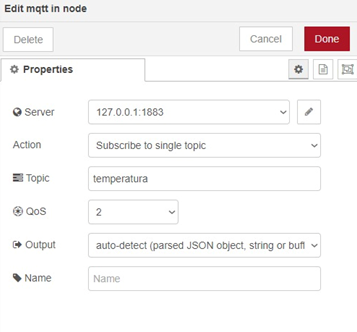 Edit mqtt in node
Delete
Cancel
Done
Properties
Server
127.0.0.1:1883
Action
Subscribe to single topic
Topic
temperatura
QoS
2
Output
auto-detect (parsed JSON object, string or buff
Name
Name